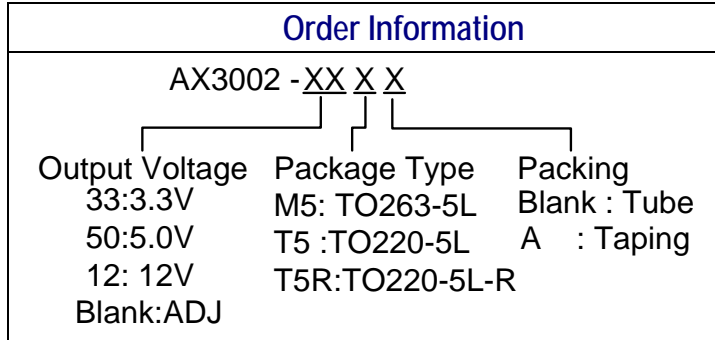 Order Information
AX3002 - XX X X
Output Voltage
33:3.3V
50:5.0V
12: 12V
Blank:ADJ
Package Type
M5: TO263-5L
T5 :TO220-5L
T5R:TO220-5L-R
Packing
Blank : Tube
A : Taping